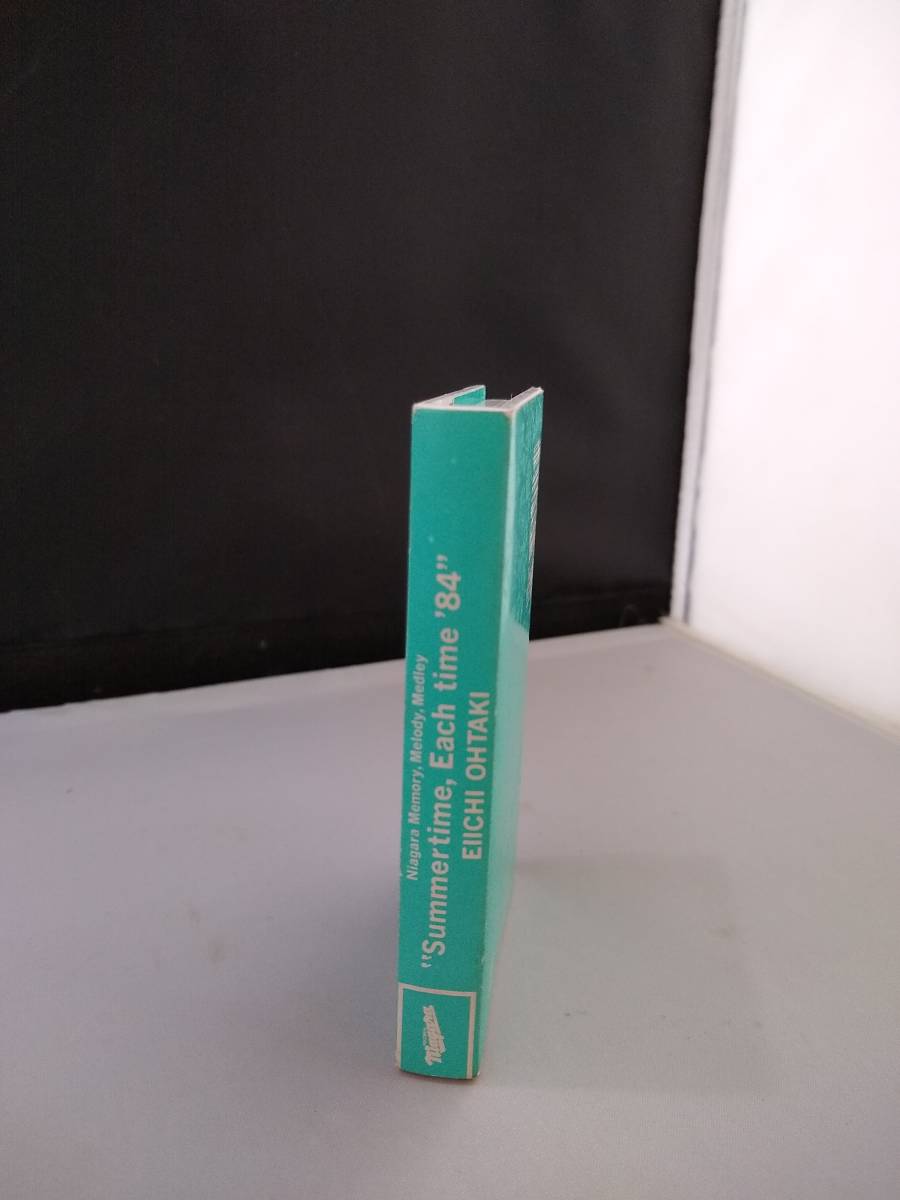 Niagara Memory, Melody, Medley
"Summertime, Each time '84"
EIICHI OHTAKI
Niagara